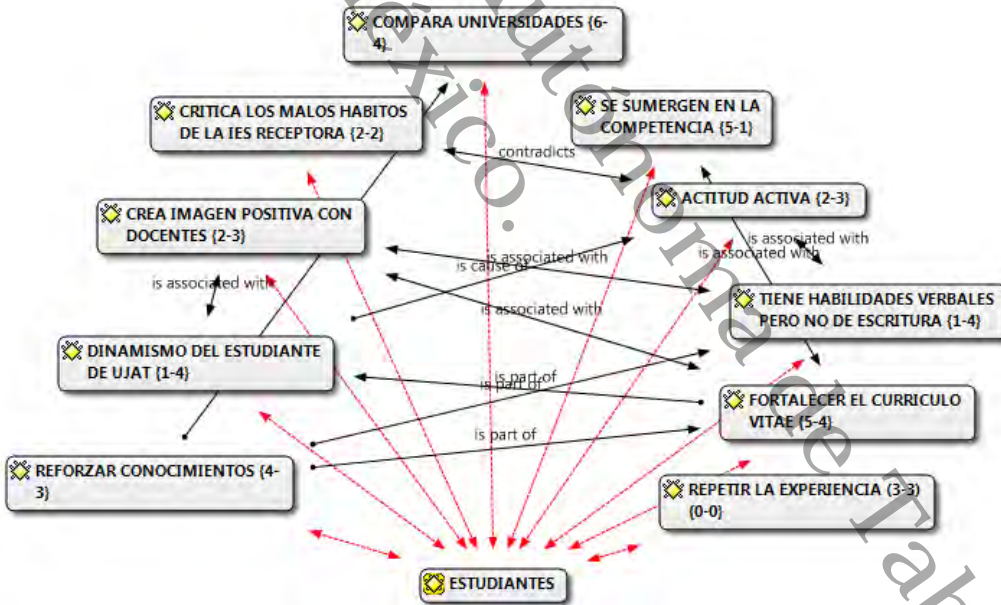 COMPARA UNIVERSIDADES {6-
4}
CRITICA LOS MALOS HABITOS
DE LA IES RECEPTORA {2-2}
SE SUMERGEN EN LA
COMPETENCIA {5-1}
contradicts
CREA IMAGEN POSITIVA CON
DOCENTES {2-3}
ACTITUD ACTIVA {2-3}
is associated with
is associated with
is associated with
is cause of
is associated with
is associated with
TIENE HABILIDADES VERBALES
PERO NO DE ESCRITURA {1-4}
DINAMISMO DEL ESTUDIANTE
DE UJAT {1-4}
is part of
is part of
FORTALECER EL CURRICULO
VITAE {5-4}
is part of
REFORZAR CONOCIMIENTOS {4-
3}
REPETIR LA EXPERIENCIA (3-3)
{0-0}
ESTUDIANTES
México.
Autónoma de Tab